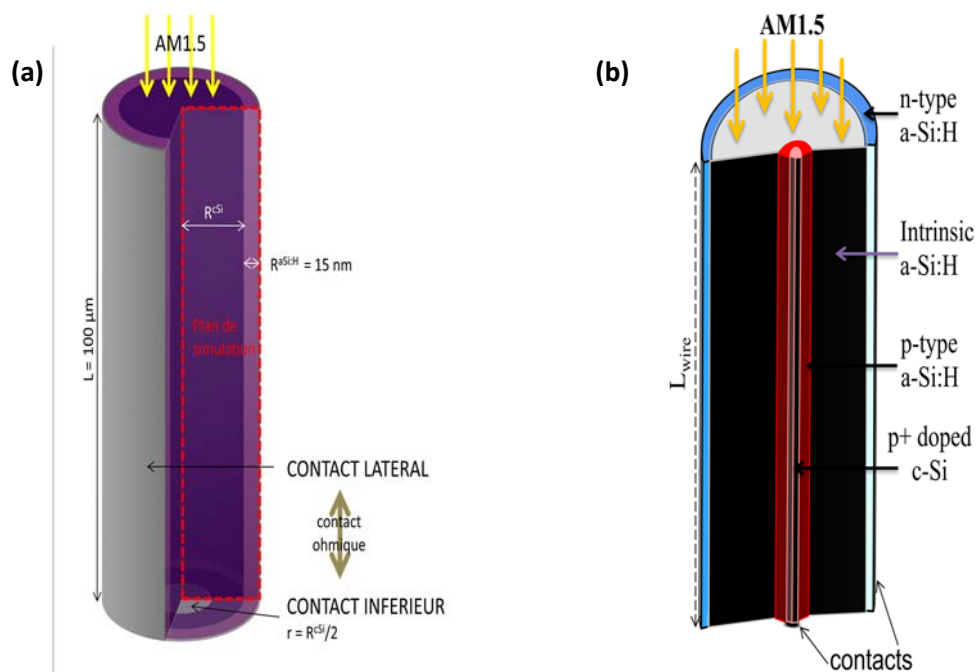 (a)
AM1.5
R^cSi
R^aSi:H = 15 nm
L = 100 µm
Plan de
simulation
CONTACT LATÉRAL
contact
ohmique
CONTACT INFERIEUR
r = R^cSi/2
(b)
AM1.5
n-type
a-Si:H
Intrinsic
a-Si:H
L_wire
p-type
a-Si:H
p+ doped
c-Si
contacts